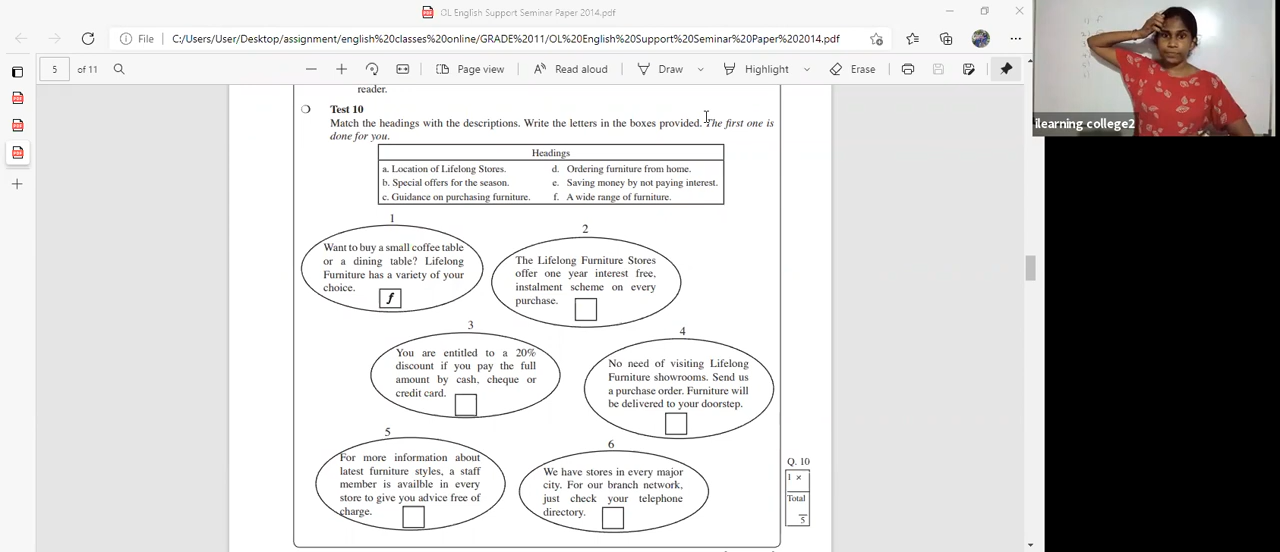 OL English Support Seminar Paper 2014.pdf
File
C:/Users/User/Desktop/assignment/english%20classes%20online/GRADE%2011/OL%20English%20Support%20Seminar%20Paper%202014.pdf
5 of 11
Page view
Read aloud
Draw
Highlight
Erase
ilearning college2
reader.
Test 10
Match the headings with the descriptions. Write the letters in the boxes provided. The first one is
done for you.
Headings
a. Location of Lifelong Stores.
b. Special offers for the season.
c. Guidance on purchasing furniture.
d. Ordering furniture from home.
e. Saving money by not paying interest.
f. A wide range of furniture.
1
Want to buy a small coffee table
or a dining table? Lifelong
Furniture has a variety of your
choice.
f
2
The Lifelong Furniture Stores
offer one year interest free,
instalment scheme on every
purchase.
3
You are entitled to a 20%
discount if you pay the full
amount by cash, cheque or
credit card.
4
No need of visiting Lifelong
Furniture showrooms. Send us
a purchase order. Furniture will
be delivered to your doorstep.
5
For more information about
latest furniture styles, a staff
member is availble in every
store to give you advice free of
charge.
6
We have stores in every major
city. For our branch network,
just check your telephone
directory.
Q. 10
1 ×
Total
5